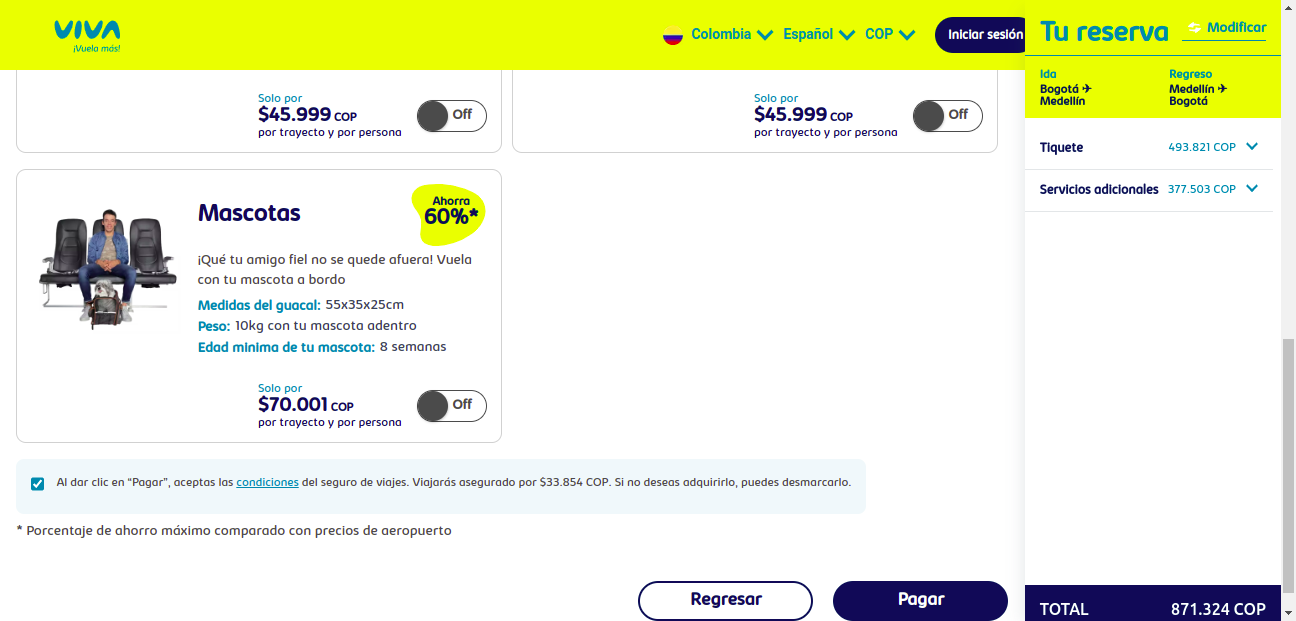 VIVA
¡Vuela más!
Colombia
Español
COP
Iniciar sesión
Tu reserva
Modificar
Ida
Bogotá ✈
Medellín
Regreso
Medellín ✈
Bogotá
Tiquete
493.821 COP
Servicios adicionales
377.503 COP
Solo por
$45.999 COP
por trayecto y por persona
Off
Solo por
$45.999 COP
por trayecto y por persona
Off
Mascotas
Ahorra
60%*
¡Qué tu amigo fiel no se quede afuera! Vuela
con tu mascota a bordo
Medidas del guacal: 55x35x25cm
Peso: 10kg con tu mascota adentro
Edad minima de tu mascota: 8 semanas
Solo por
$70.001 COP
por trayecto y por persona
Off
Al dar clic en “Pagar”, aceptas las condiciones del seguro de viajes. Viajarás asegurado por $33.854 COP. Si no deseas adquirirlo, puedes desmarcarlo.
* Porcentaje de ahorro máximo comparado con precios de aeropuerto
Regresar
Pagar
TOTAL
871.324 COP